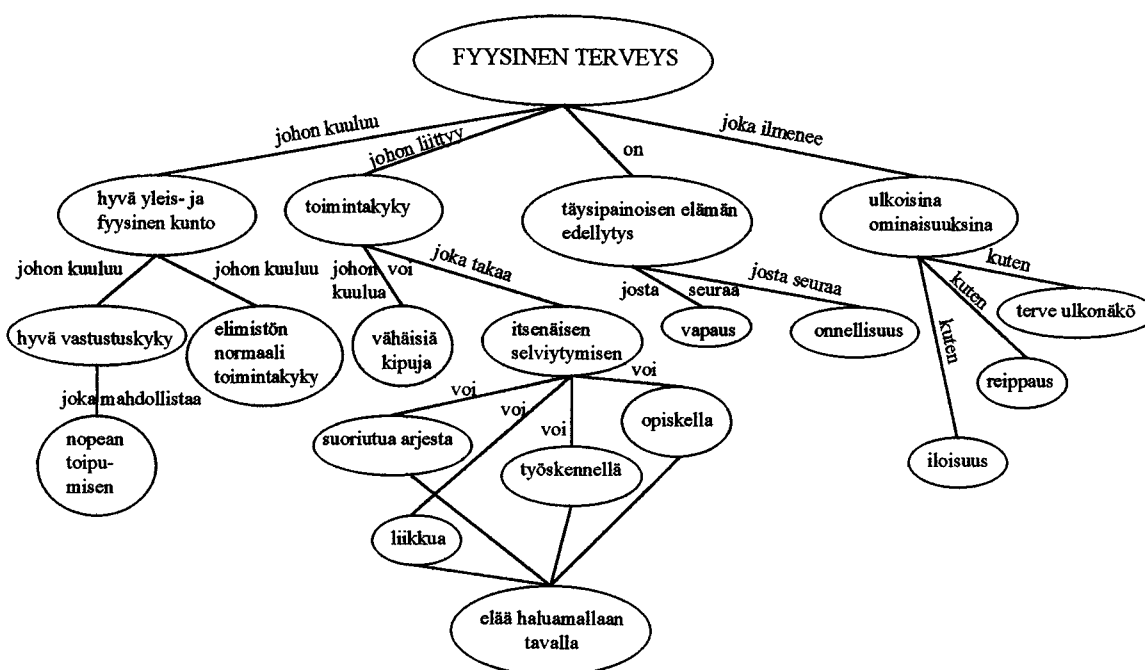 FYYSINEN TERVEYS
johon kuuluu
johon liittyy
on
joka ilmenee
hyvä yleis- ja
fyysinen kunto
toimintakyky
täysipainoisen elämän
edellytys
ulkoisina
ominaisuuksina
johon kuuluu
johon kuuluu
johon voi
kuulua
joka takaa
josta seuraa
josta seuraa
kuten
kuten
kuten
hyvä vastustuskyky
elimistön
normaali
toimintakyky
vähäisiä
kipuja
itsenäisen
selviytymisen
vapaus
onnellisuus
terve ulkonäkö
reippaus
iloisuus
joka mahdollistaa
nopean
toipu-
misen
voi
voi
voi
voi
suoriutua arjesta
liikkua
työskennellä
opiskella
elää haluamallaan
tavalla